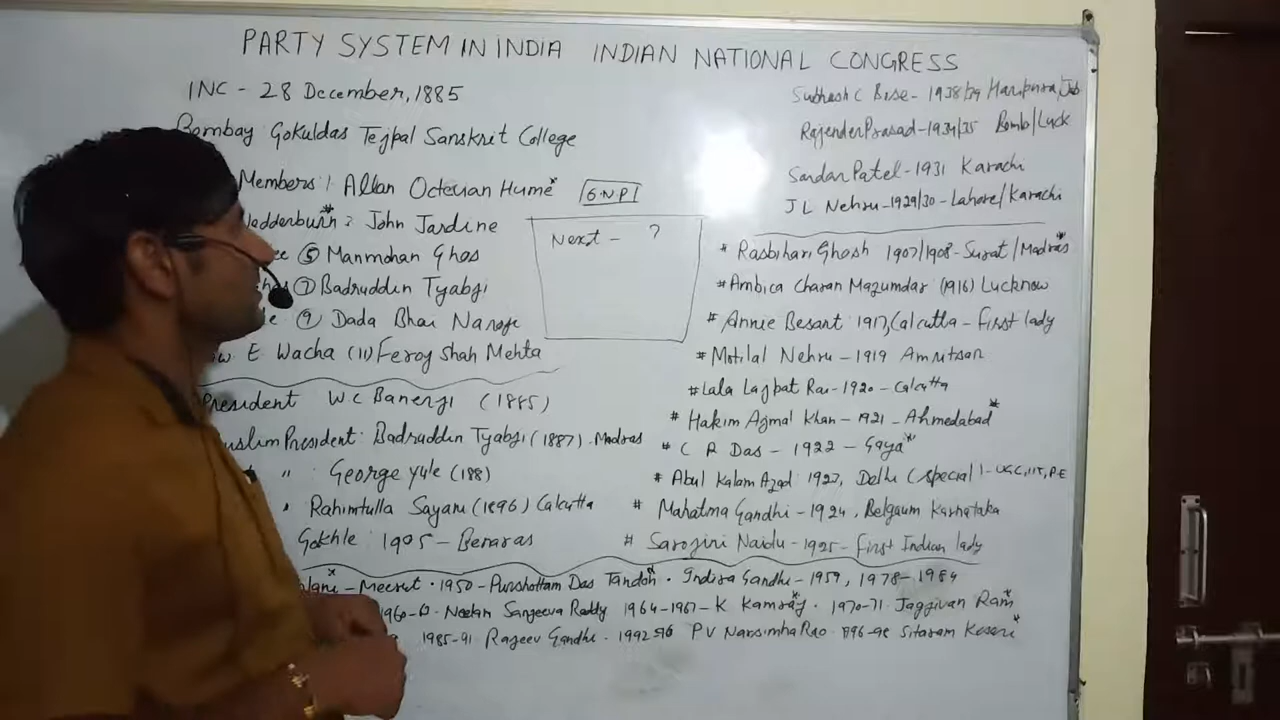 PARTY SYSTEM IN INDIA INDIAN NATIONAL CONGRESS
INC - 28 December, 1885
Bombay Gokuldas Tejpal Sanskrit College
Members : Allan Octevian Hume*
G.N.P.I
John Jardine
⑤ Manmohan Ghos
⑦ Badruddin Tyabji
⑨ Dada Bhai Naroji
E Wacha (11) Feroz Shah Mehta
Next - ?
President W C Banerji (1885)
Muslim President: Badruddin Tyabji (1887) - Madras
" George Yule (188)
Rahimtulla Sayani (1896) Calcutta
Gokhle 1905 - Benaras
Subhash C Bose - 1938/39 Haripura/
Rajender Prasad - 1934/35 Bomb/Luck
Sardar Patel - 1931 Karachi
J L Nehru - 1929/30 - Lahore/Karachi
* Rasbihari Ghosh 1907/1908 - Surat/Madras*
* Ambica Charan Mazumdar (1916) Lucknow
# Annie Besant 1917, Calcutta - First lady
# Motilal Nehru - 1919 Amritsar
# Lala Lajpat Rai - 1920 - Calcutta
# Hakim Ajmal Khan - 1921 - Ahmedabad*
# C R Das - 1922 - Gaya*
* Abul Kalam Azad 1923, Delhi (Special) -
# Mahatma Gandhi - 1924, Belgaum Karnataka
# Sarojini Naidu - 1925 - First Indian lady
- Meerut · 1950 - Purshottam Das Tandon* · Indira Gandhi - 1959, 1978 - 1984
Neelam Sanjeeva Reddy 1964-1967 - K Kamraj* · 1970-71 Jagjivan Ram*
1985-91 Rajeev Gandhi · 1992-96 P V Narsimha Rao · 1996-98 Sitaram Kesari*